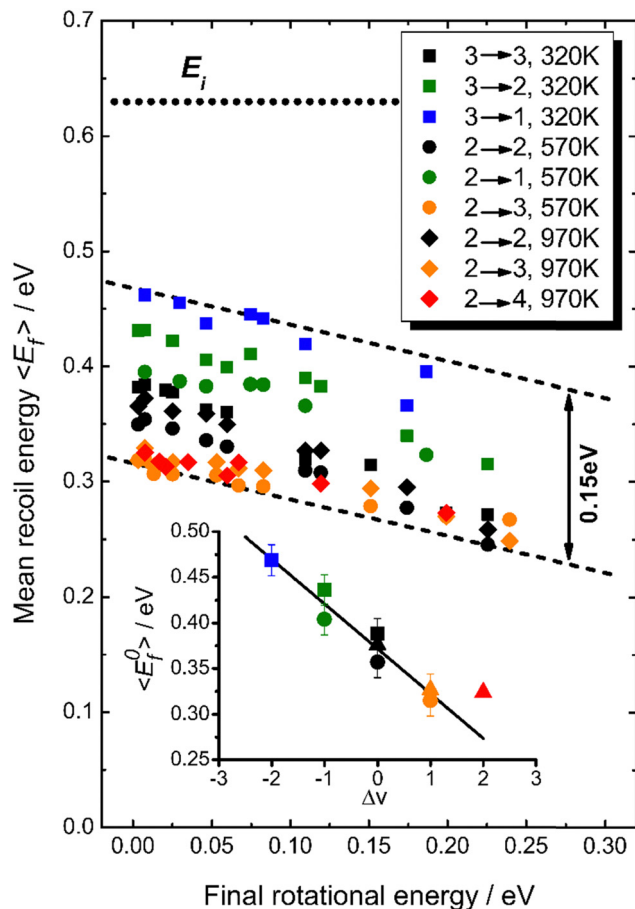 0.7
0.6
0.5
0.4
0.3
0.2
0.1
0.0
Mean recoil energy <E_f> / eV
E_i
3→3, 320K
3→2, 320K
3→1, 320K
2→2, 570K
2→1, 570K
2→3, 570K
2→2, 970K
2→3, 970K
2→4, 970K
0.15eV
0.50
0.45
0.40
0.35
0.30
0.25
<E_f^0> / eV
-3 -2 -1 0 1 2 3
Δv
0.00 0.05 0.10 0.15 0.20 0.25 0.30
Final rotational energy / eV